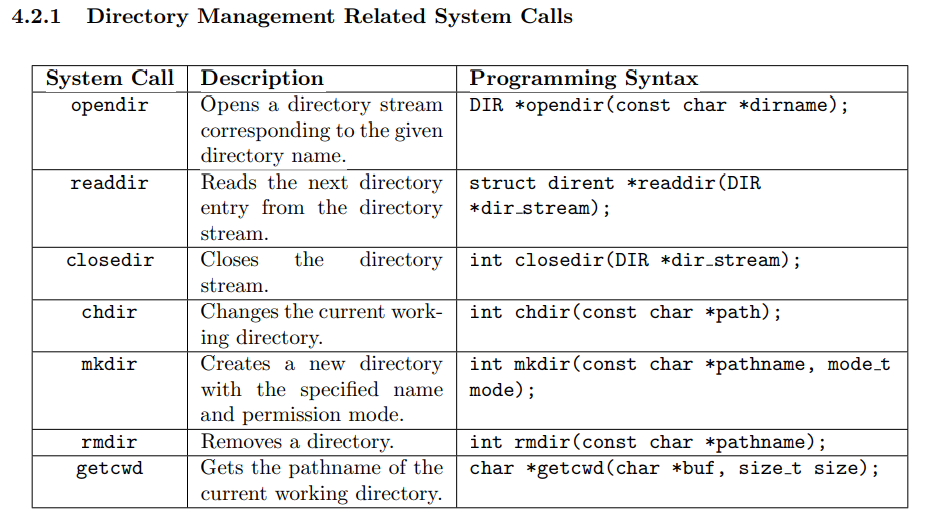 4.2.1 Directory Management Related System Calls
System Call Description Programming Syntax
opendir Opens a directory stream DIR *opendir(const char *dirname);
corresponding to the given
directory name.
readdir Reads the next directory struct dirent *readdir(DIR
entry from the directory *dir_stream);
stream.
closedir Closes the directory int closedir(DIR *dir_stream);
stream.
chdir Changes the current work- int chdir(const char *path);
ing directory.
mkdir Creates a new directory int mkdir(const char *pathname, mode_t
with the specified name mode);
and permission mode.
rmdir Removes a directory. int rmdir(const char *pathname);
getcwd Gets the pathname of the char *getcwd(char *buf, size_t size);
current working directory.